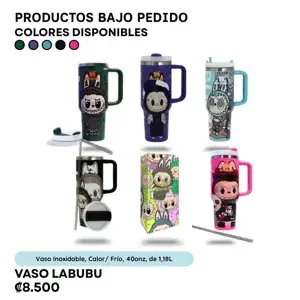 PRODUCTOS BAJO PEDIDO
COLORES DISPONIBLES
Vaso Inoxidable, Calor/ Frío, 40onz, de 1,18L
VASO LABUBU
₡8.500